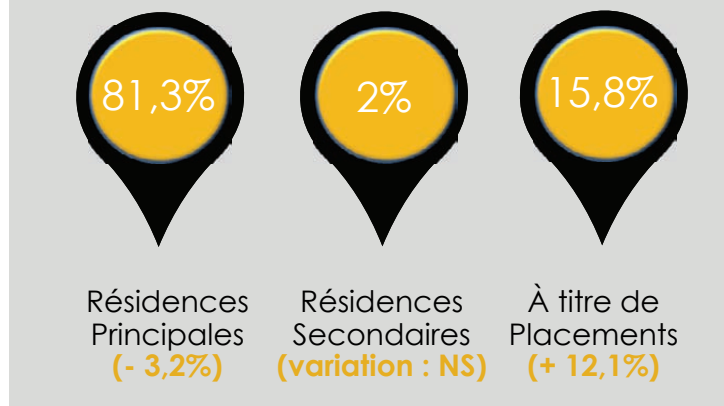 81,3%
2%
15,8%
Résidences
Principales
(- 3,2%)
Résidences
Secondaires
(variation : NS)
À titre de
Placements
(+ 12,1%)